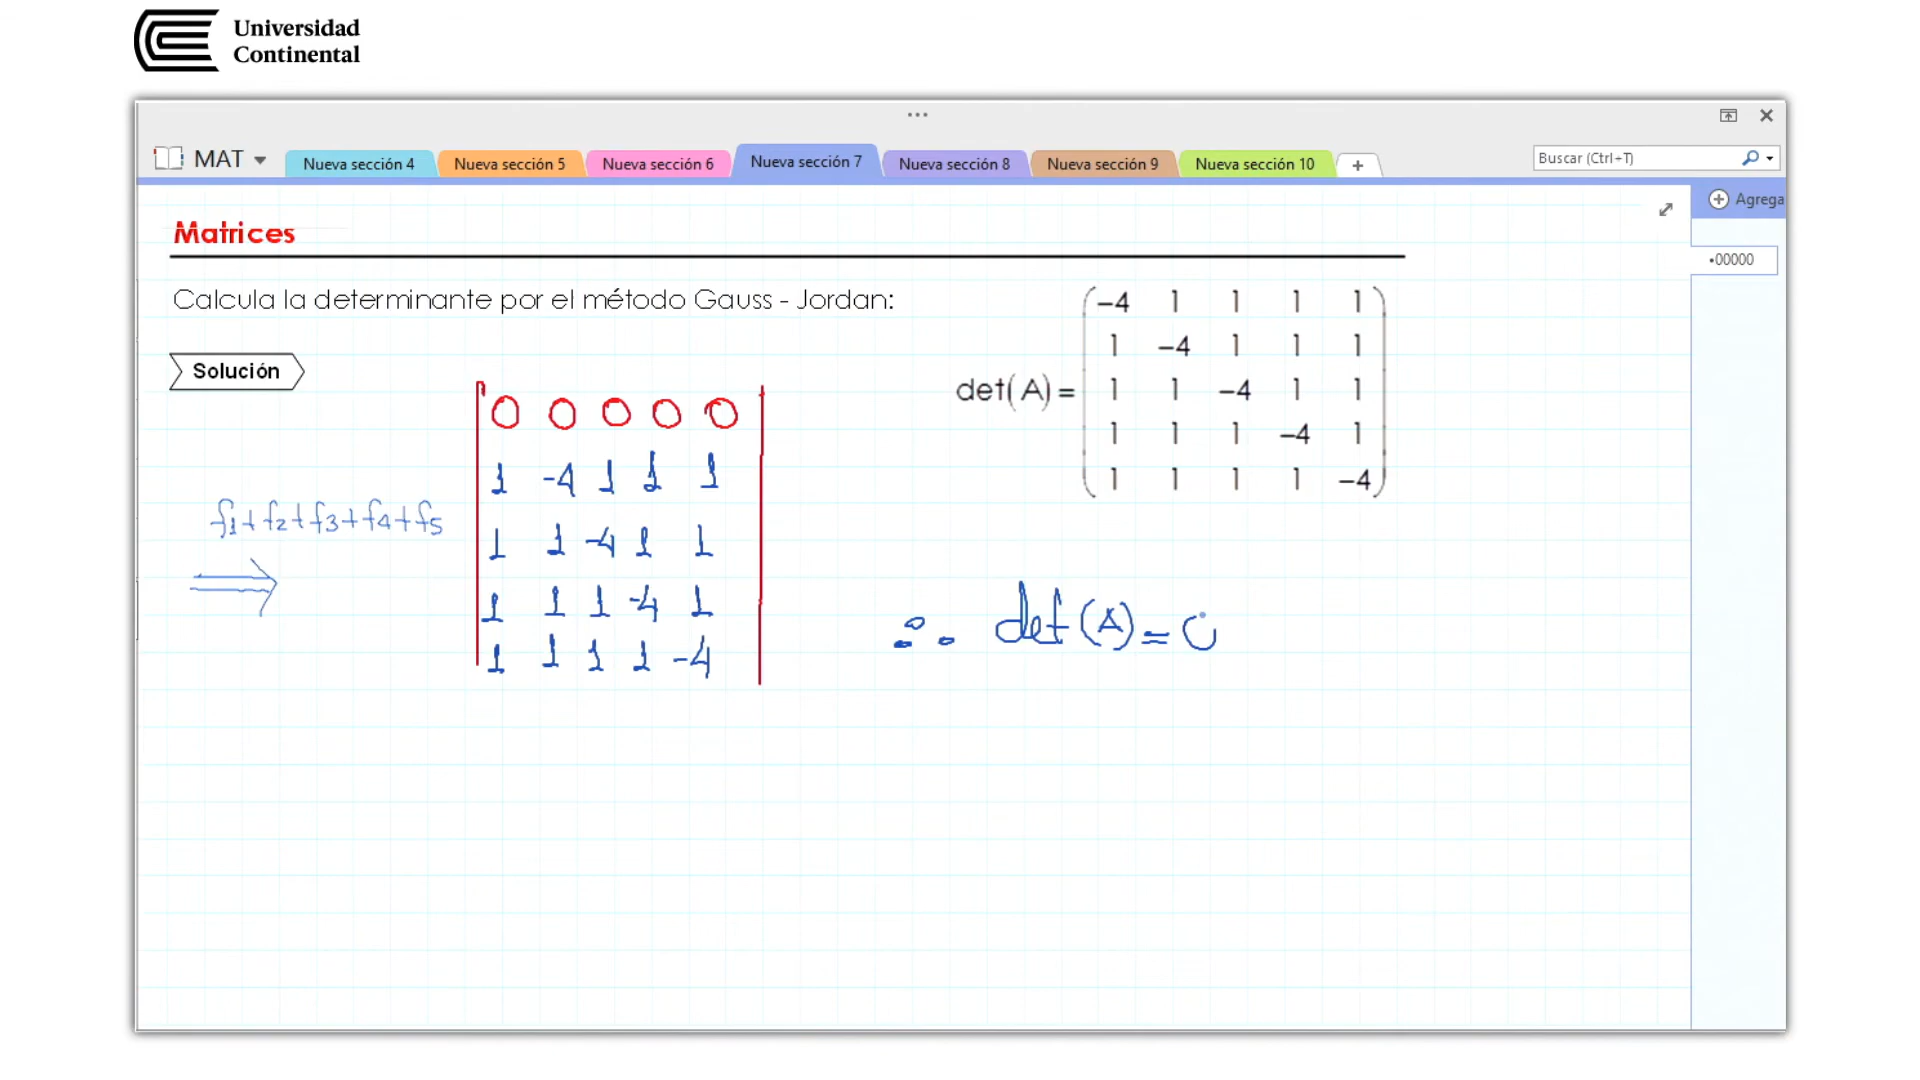 Universidad
Continental
MAT
Nueva sección 4
Nueva sección 5
Nueva sección 6
Nueva sección 7
Nueva sección 8
Nueva sección 9
Nueva sección 10
+
Buscar (Ctrl+T)
Agrega
•00000
Matrices
Calcula la determinante por el método Gauss - Jordan:
Solución
det(A) =
−4 1 1 1 1
1 −4 1 1 1
1 1 −4 1 1
1 1 1 −4 1
1 1 1 1 −4
f1+f2+f3+f4+f5
⇒
0 0 0 0 0
1 -4 1 1 1
1 1 -4 1 1
1 1 1 -4 1
1 1 1 1 -4
∴ det(A)=0